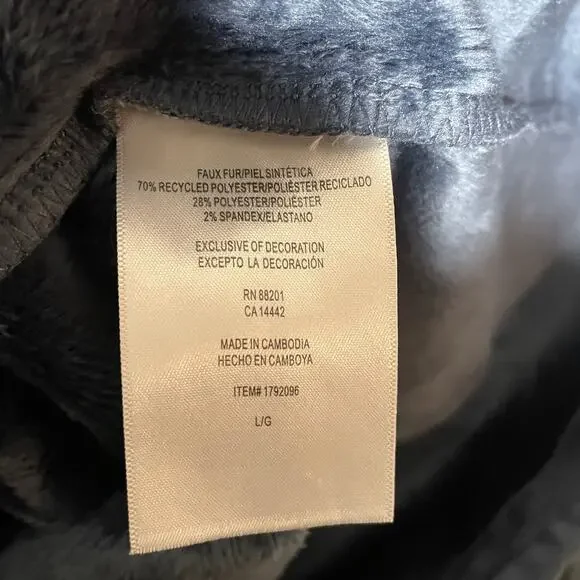 FAUX FUR/PIEL SINTÉTICA
70% RECYCLED POLYESTER/POLIÉSTER RECICLADO
28% POLYESTER/POLIÉSTER
2% SPANDEX/ELASTANO
EXCLUSIVE OF DECORATION
EXCEPTO LA DECORACIÓN
RN 88201
CA 14442
MADE IN CAMBODIA
HECHO EN CAMBOYA
ITEM# 1792096
L/G